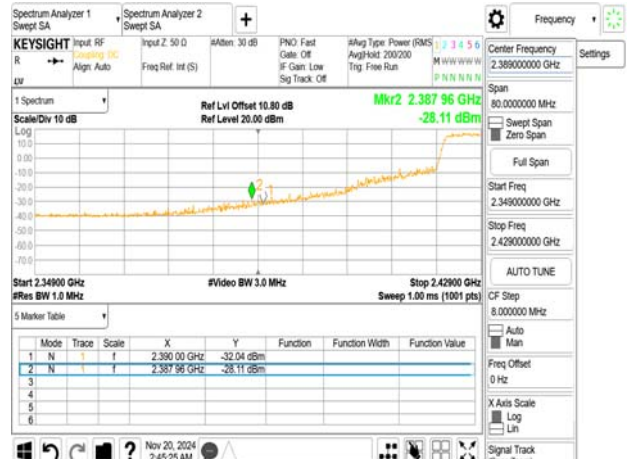 Spectrum Analyzer 1
Swept SA
Spectrum Analyzer 2
Swept SA
+
Frequency
Settings
KEYSIGHT
R
Input: RF
Coupling: DC
Align: Auto
Input Z: 50 Ω
Freq Ref: Int (S)
#Atten: 30 dB
PNO: Fast
Gate: Off
IF Gain: Low
Sig Track: Off
#Avg Type: Power (RMS
Avg|Hold: 200/200
Trig: Free Run
1 2 3 4 5 6
M W W W W W
P N N N N N
1 Spectrum
Scale/Div 10 dB
Ref Lvl Offset 10.80 dB
Ref Level 20.00 dBm
Mkr2 2.387 96 GHz
-28.11 dBm
Log
10.0
0.00
-10.0
-20.0
-30.0
-40.0
-50.0
-60.0
-70.0
2
1
Start 2.34900 GHz
#Res BW 1.0 MHz
#Video BW 3.0 MHz
Stop 2.42900 GHz
Sweep 1.00 ms (1001 pts)
5 Marker Table
Mode Trace Scale X Y Function Function Width Function Value
1 N 1 f 2.390 00 GHz -32.04 dBm
2 N 1 f 2.387 96 GHz -28.11 dBm
3
4
5
6
?
Nov 20, 2024
2:45:25 AM
Center Frequency
2.389000000 GHz
Span
80.0000000 MHz
Swept Span
Zero Span
Full Span
Start Freq
2.349000000 GHz
Stop Freq
2.429000000 GHz
AUTO TUNE
CF Step
8.000000 MHz
Auto
Man
Freq Offset
0 Hz
X Axis Scale
Log
Lin
Signal Track